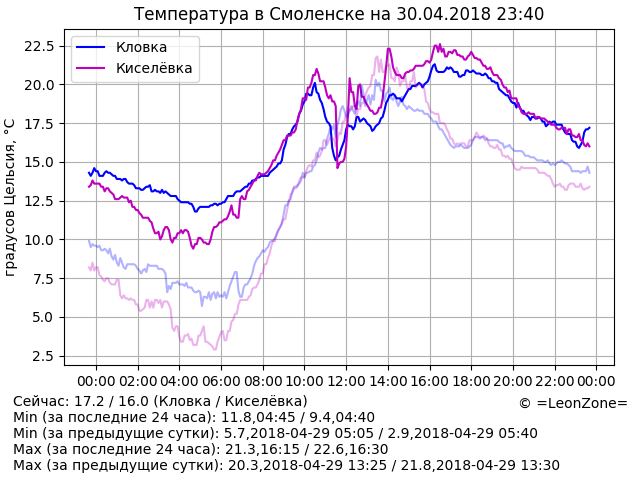 Температура в Смоленске на 30.04.2018 23:40
Кловка
Киселёвка
градусов Цельсия, °C
22.5
20.0
17.5
15.0
12.5
10.0
7.5
5.0
2.5
00:00 02:00 04:00 06:00 08:00 10:00 12:00 14:00 16:00 18:00 20:00 22:00 00:00
Сейчас: 17.2 / 16.0 (Кловка / Киселёвка)
© =LeonZone=
Min (за последние 24 часа): 11.8,04:45 / 9.4,04:40
Min (за предыдущие сутки): 5.7,2018-04-29 05:05 / 2.9,2018-04-29 05:40
Max (за последние 24 часа): 21.3,16:15 / 22.6,16:30
Max (за предыдущие сутки): 20.3,2018-04-29 13:25 / 21.8,2018-04-29 13:30